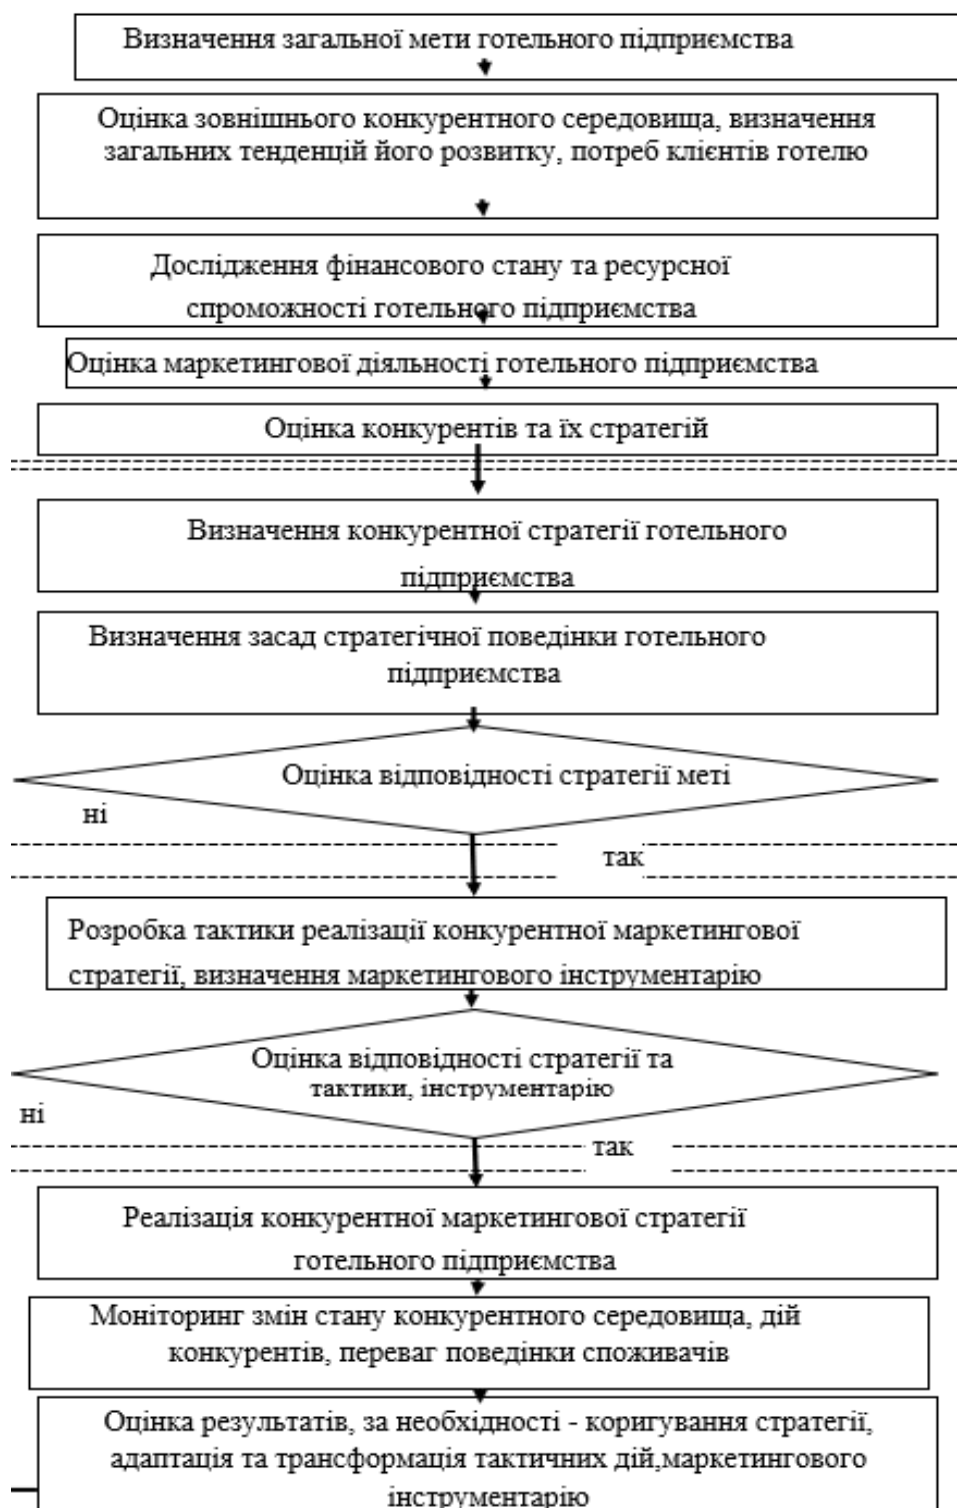 Визначення загальної мети готельного підприємства
Оцінка зовнішнього конкурентного середовища, визначення
загальних тенденцій його розвитку, потреб клієнтів готелю
Дослідження фінансового стану та ресурсної
спроможності готельного підприємства
Оцінка маркетингової діяльності готельного підприємства
Оцінка конкурентів та їх стратегій
Визначення конкурентної стратегії готельного
підприємства
Визначення засад стратегічної поведінки готельного
підприємства
Оцінка відповідності стратегії меті
ні
так
Розробка тактики реалізації конкурентної маркетингової
стратегії, визначення маркетингового інструментарію
Оцінка відповідності стратегії та
тактики, інструментарію
ні
так
Реалізація конкурентної маркетингової стратегії
готельного підприємства
Моніторинг змін стану конкурентного середовища, дій
конкурентів, переваг поведінки споживачів
Оцінка результатів, за необхідності - коригування стратегії,
адаптація та трансформація тактичних дій,маркетингового
інструментарію